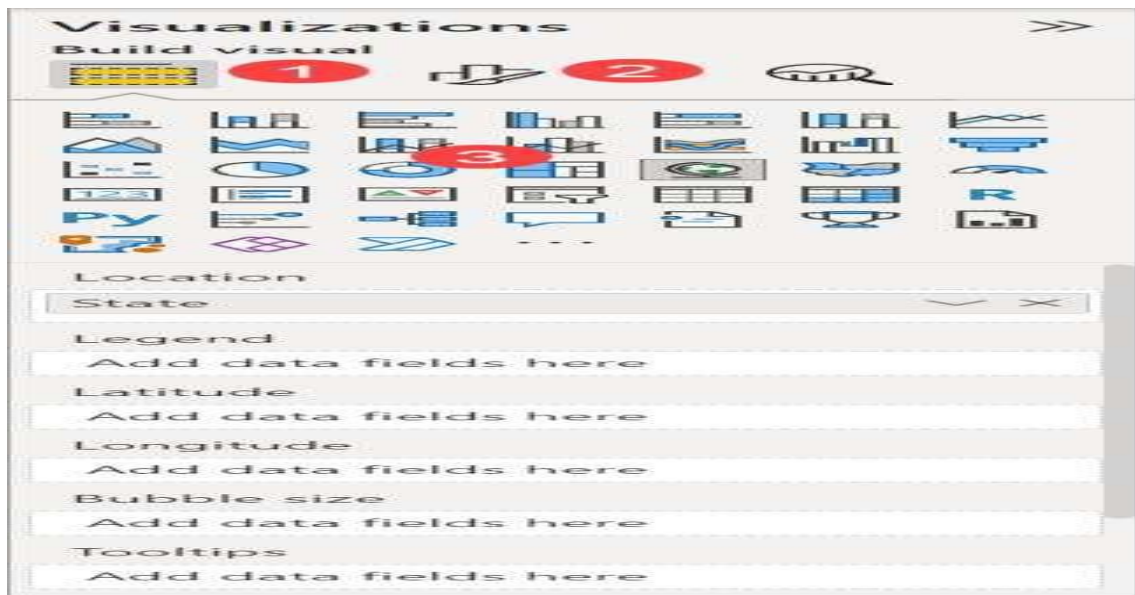 Visualizations
Build visual
1 2
3
123
R
Py
Location
State
Legend
Add data fields here
Latitude
Add data fields here
Longitude
Add data fields here
Bubble size
Add data fields here
Tooltips
Add data fields here